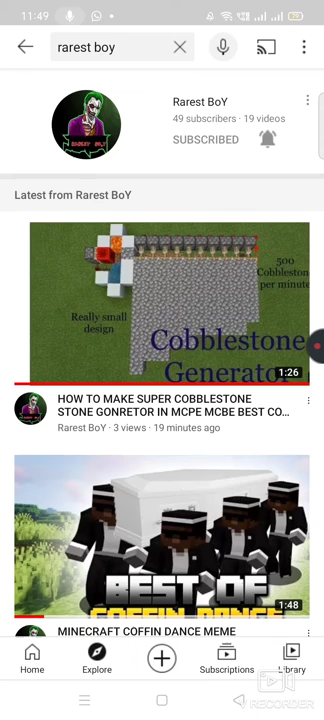 11:49
rarest boy
Rarest BoY
49 subscribers · 19 videos
SUBSCRIBED
Latest from Rarest BoY
500
Cobblestone
per minute
Really small
design
Cobblestone
Generator
1:26
HOW TO MAKE SUPER COBBLESTONE
STONE GONRETOR IN MCPE MCBE BEST CO...
Rarest BoY · 3 views · 19 minutes ago
BEST OF
COFFIN DANCE
1:48
MINECRAFT COFFIN DANCE MEME
Home
Explore
Subscriptions
Library
RECORDER